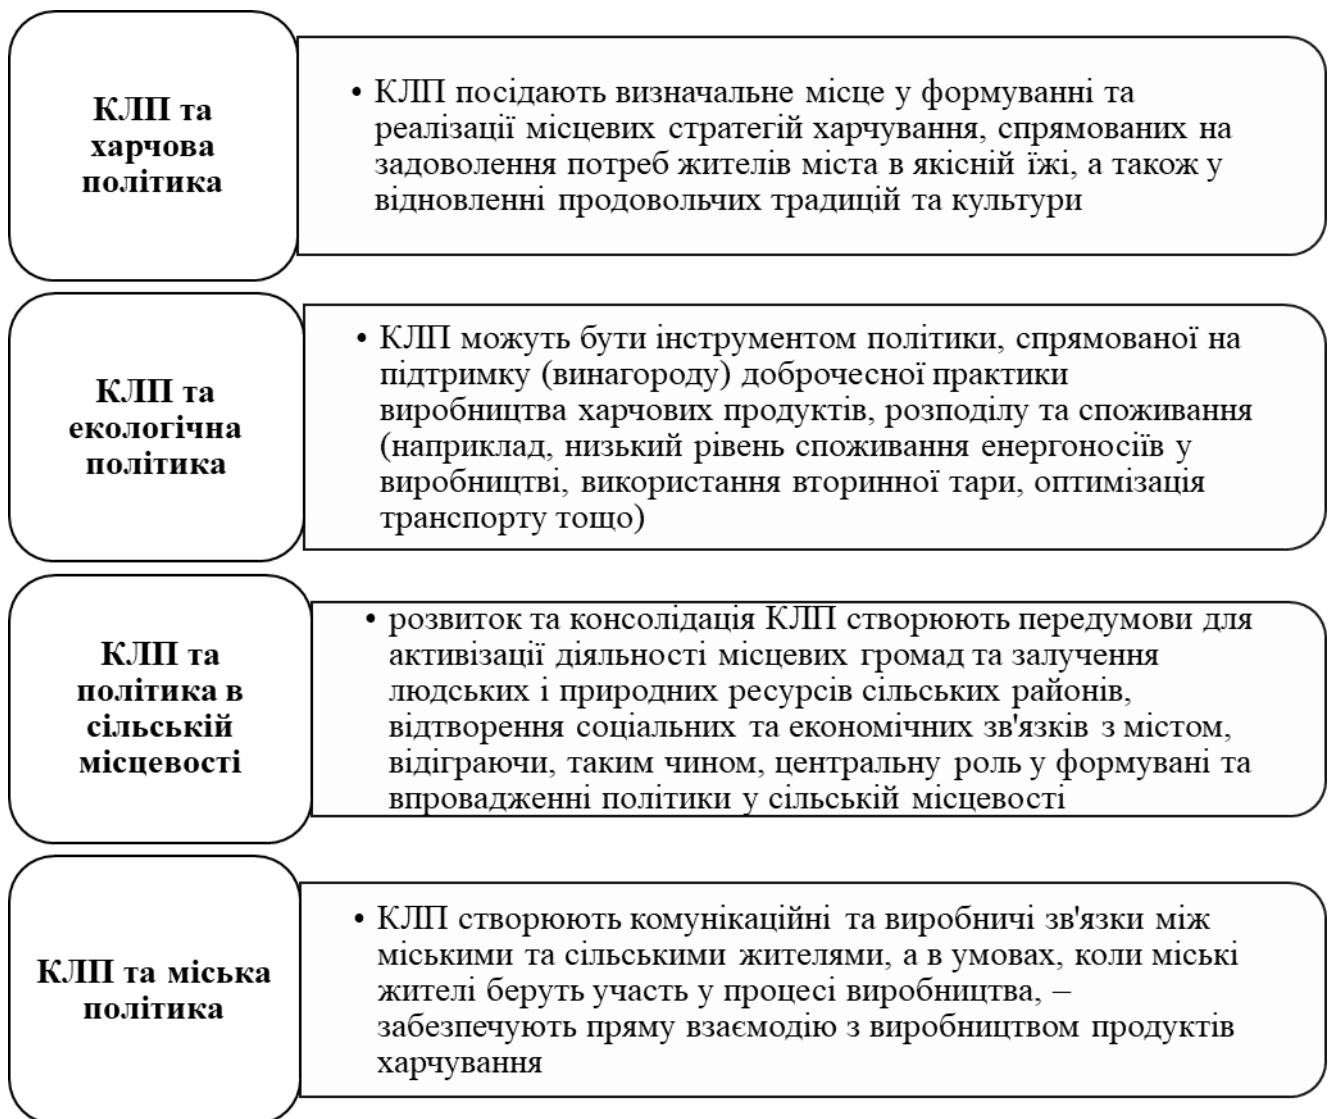 КЛП та
харчова
політика
• КЛП посідають визначальне місце у формуванні та
реалізації місцевих стратегій харчування, спрямованих на
задоволення потреб жителів міста в якісній їжі, а також у
відновленні продовольчих традицій та культури
КЛП та
екологічна
політика
• КЛП можуть бути інструментом політики, спрямованої на
підтримку (винагороду) доброчесної практики
виробництва харчових продуктів, розподілу та споживання
(наприклад, низький рівень споживання енергоносіїв у
виробництві, використання вторинної тари, оптимізація
транспорту тощо)
КЛП та
політика в
сільській
місцевості
• розвиток та консолідація КЛП створюють передумови для
активізації діяльності місцевих громад та залучення
людських і природних ресурсів сільських районів,
відтворення соціальних та економічних зв'язків з містом,
відіграючи, таким чином, центральну роль у формувані та
впровадженні політики у сільській місцевості
КЛП та міська
політика
• КЛП створюють комунікаційні та виробничі зв'язки між
міськими та сільськими жителями, а в умовах, коли міські
жителі беруть участь у процесі виробництва, –
забезпечують пряму взаємодію з виробництвом продуктів
харчування